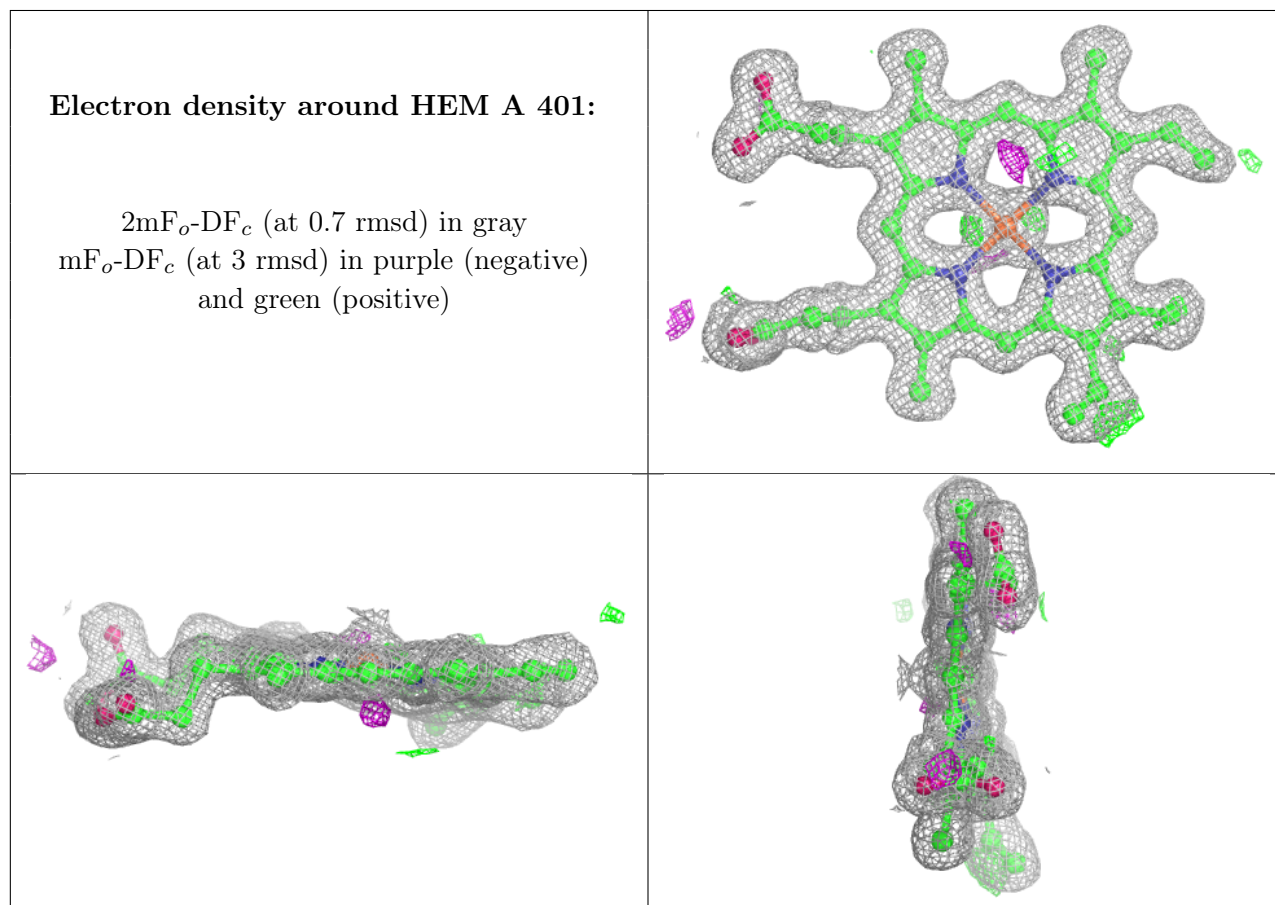 Electron density around HEM A 401:
2mFo-DFc (at 0.7 rmsd) in gray
mFo-DFc (at 3 rmsd) in purple (negative)
and green (positive)